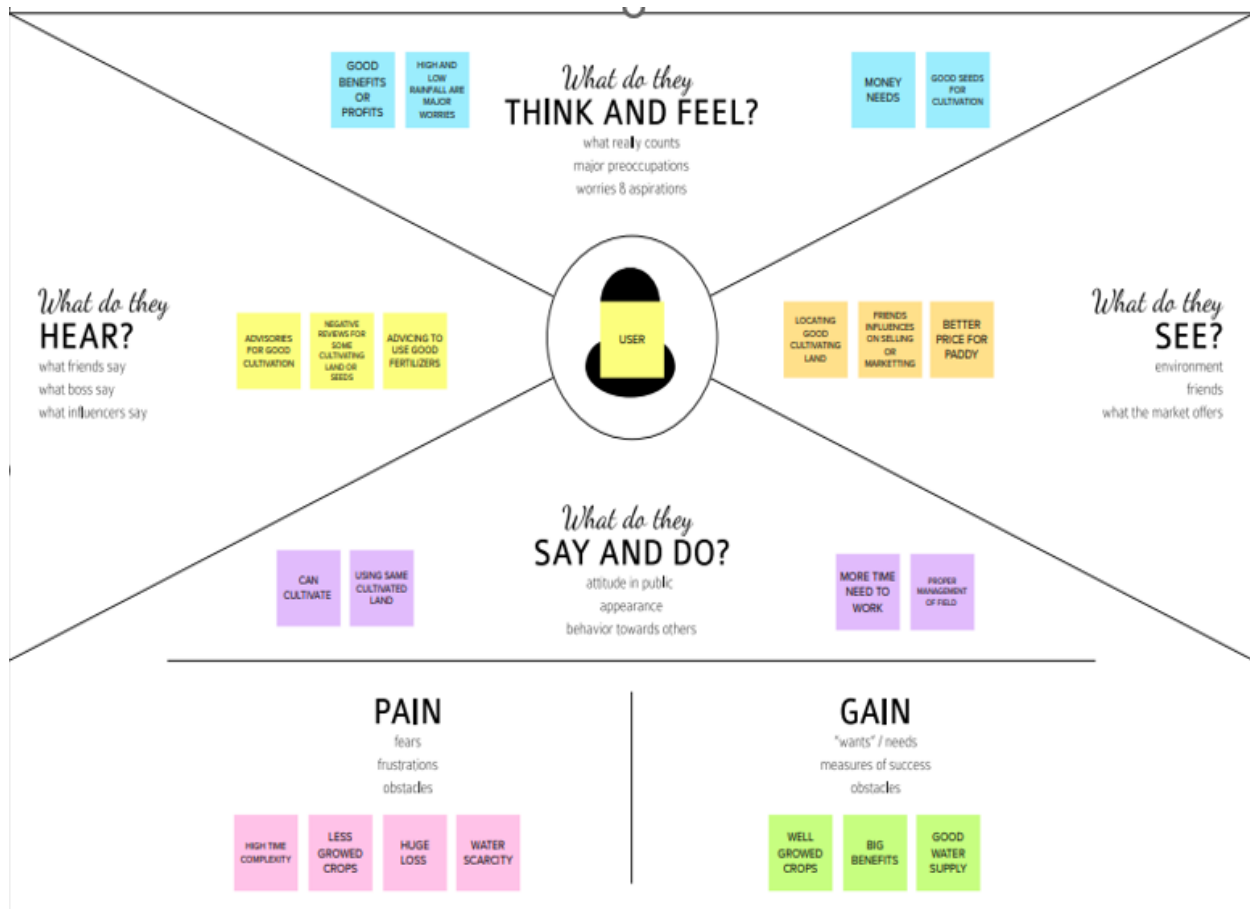 What do they
THINK AND FEEL?
what really counts
major preoccupations
worries & aspirations
GOOD
BENEFITS
OR
PROFITS
HIGH AND
LOW
RAINFALL ARE
MAJOR
WORRIES
MONEY
NEEDS
GOOD SEEDS
FOR
CULTIVATION
What do they
HEAR?
what friends say
what boss say
what influencers say
ADVISORIES
FOR GOOD
CULTIVATION
NEGATIVE
REVIEWS FOR
SOME
CULTIVATING
LAND OR
SEEDS
ADVICING TO
USE GOOD
FERTILIZERS
USER
LOCATING
GOOD
CULTIVATING
LAND
FRIENDS
INFLUENCES
ON SELLING
OR
MARKETTING
BETTER
PRICE FOR
PADDY
What do they
SEE?
environment
friends
what the market offers
What do they
SAY AND DO?
attitude in public
appearance
behavior towards others
CAN
CULTIVATE
USING SAME
CULTIVATED
LAND
MORE TIME
NEED TO
WORK
PROPER
MANAGEMENT
OF FIELD
PAIN
fears
frustrations
obstacles
HIGH TIME
COMPLEXITY
LESS
GROWED
CROPS
HUGE
LOSS
WATER
SCARCITY
GAIN
"wants" / needs
measures of success
obstacles
WELL
GROWED
CROPS
BIG
BENEFITS
GOOD
WATER
SUPPLY